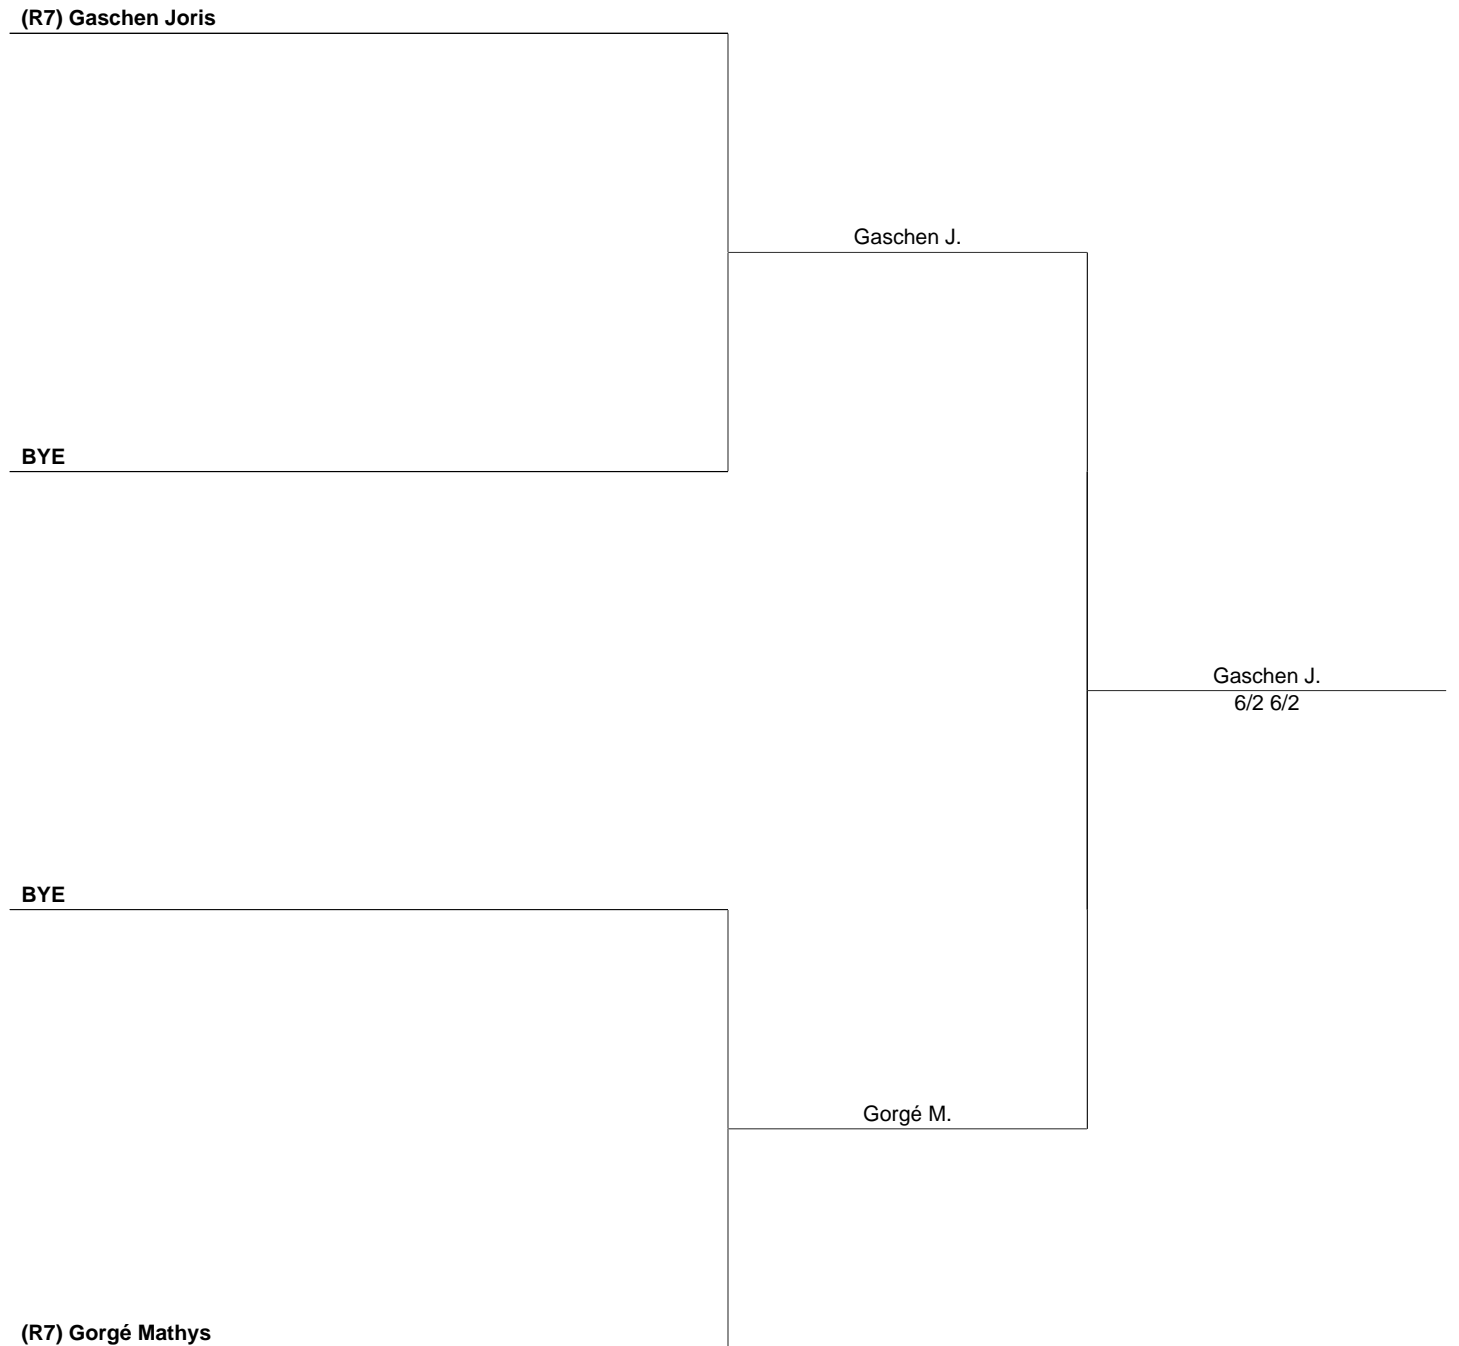 (R7) Gaschen Joris
Gaschen J.
BYE
Gaschen J.
6/2 6/2
BYE
Gorgé M.
(R7) Gorgé Mathys